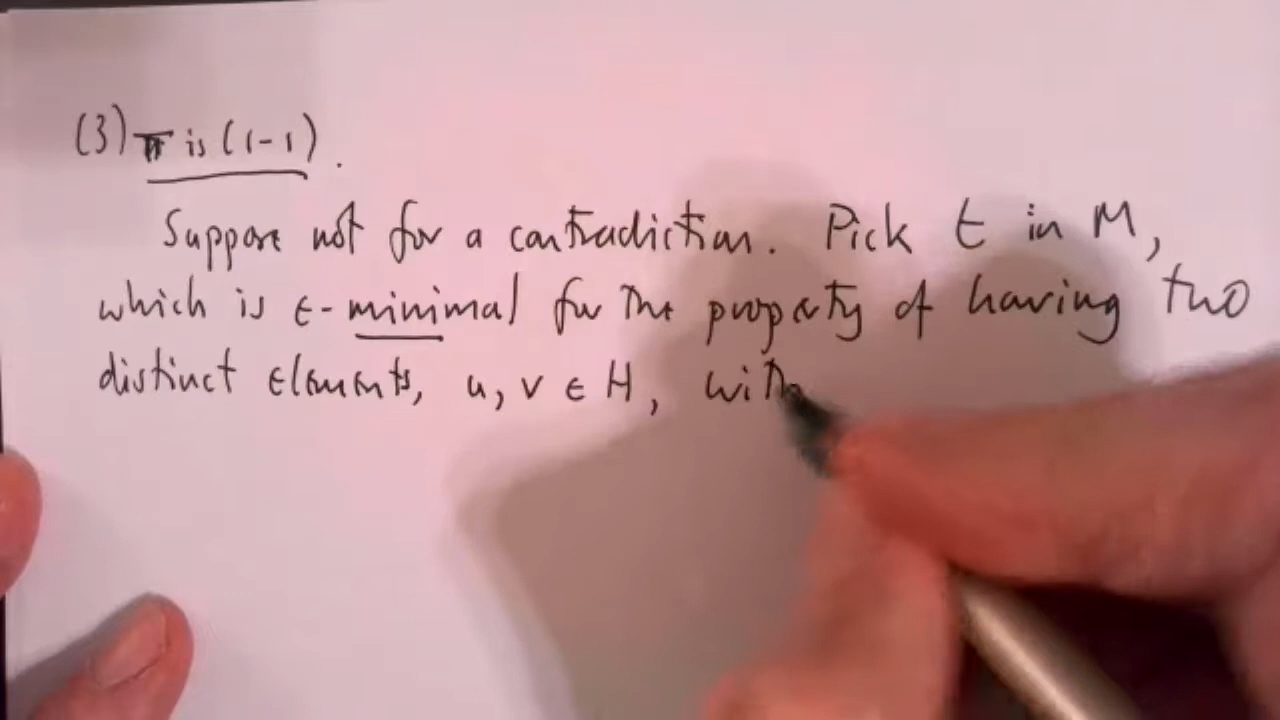 (3) π is (1-1).
Suppose not for a contradiction. Pick t in M,
which is ∈-minimal for the property of having two
distinct elements, u, v ∈ H, with